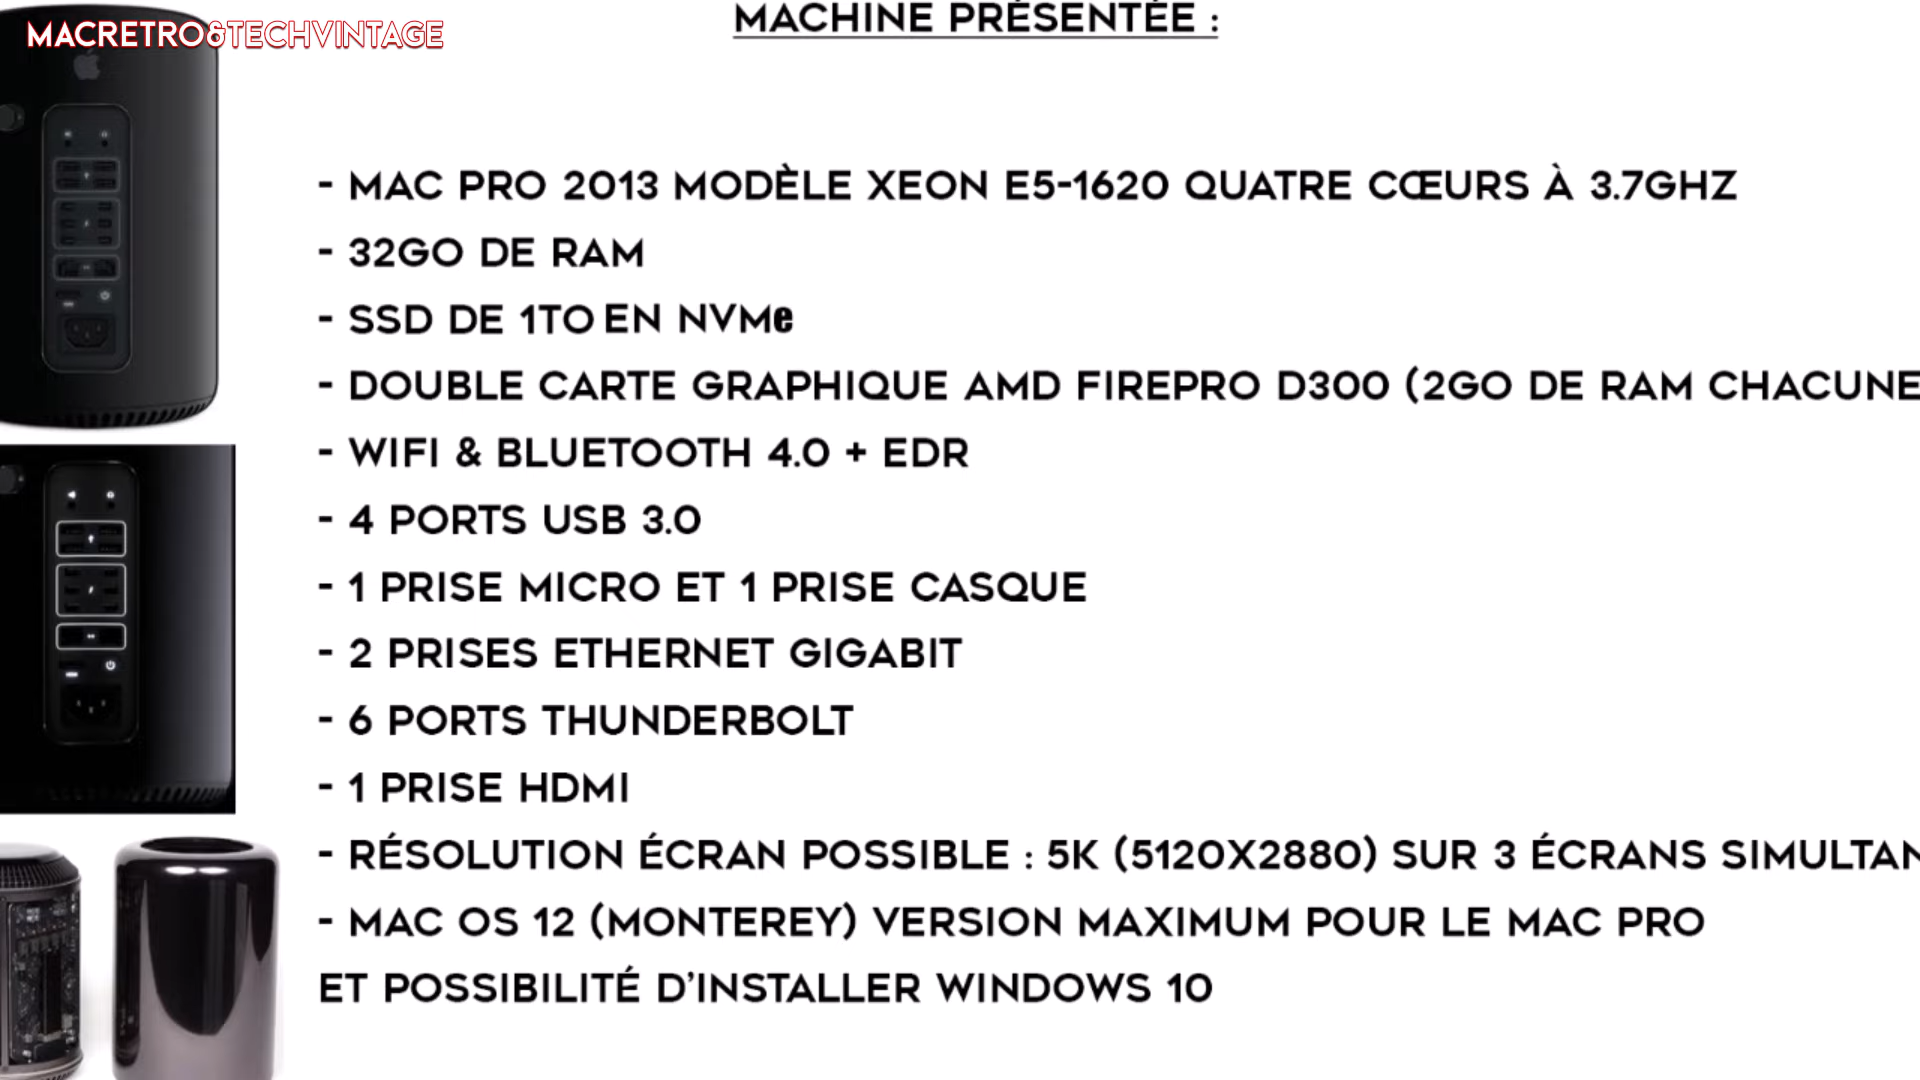 MACRETRO&TECHVINTAGE
MACHINE PRÉSENTÉE :
- MAC PRO 2013 MODÈLE XEON E5-1620 QUATRE CŒURS À 3.7GHZ
- 32GO DE RAM
- SSD DE 1TO EN NVMe
- DOUBLE CARTE GRAPHIQUE AMD FIREPRO D300 (2GO DE RAM CHACUNE
- WIFI & BLUETOOTH 4.0 + EDR
- 4 PORTS USB 3.0
- 1 PRISE MICRO ET 1 PRISE CASQUE
- 2 PRISES ETHERNET GIGABIT
- 6 PORTS THUNDERBOLT
- 1 PRISE HDMI
- RÉSOLUTION ÉCRAN POSSIBLE : 5K (5120X2880) SUR 3 ÉCRANS SIMULTAN
- MAC OS 12 (MONTEREY) VERSION MAXIMUM POUR LE MAC PRO
ET POSSIBILITÉ D'INSTALLER WINDOWS 10